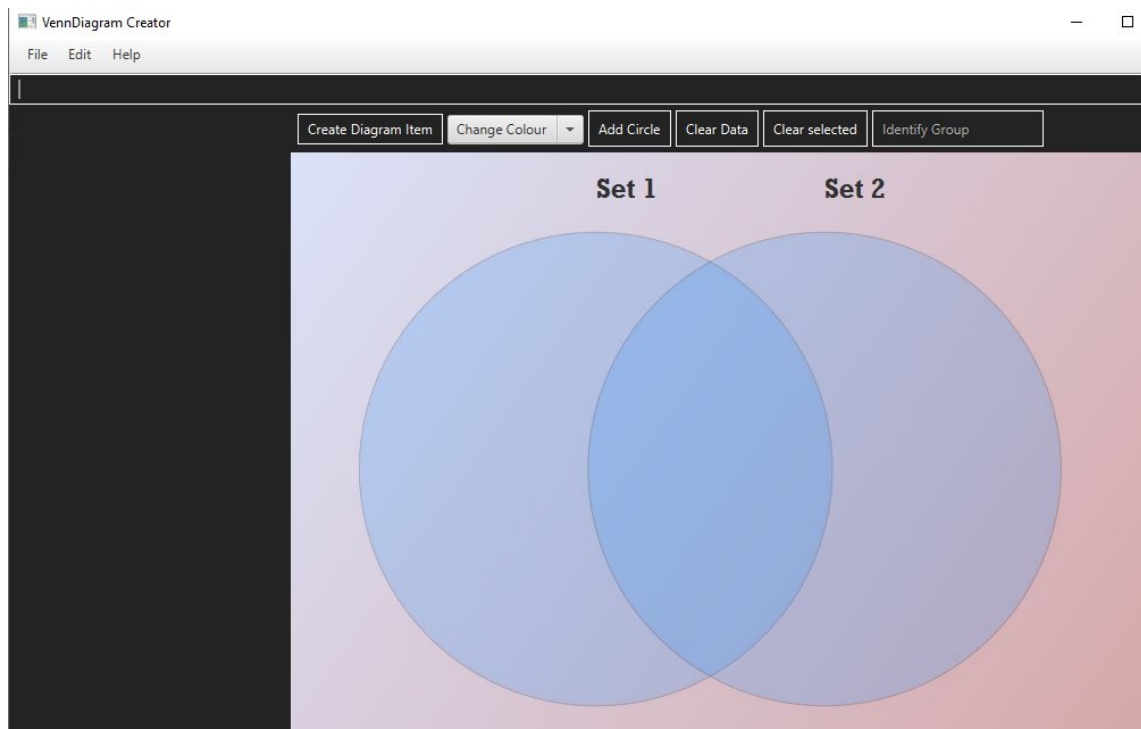 VennDiagram Creator
File Edit Help
Create Diagram Item Change Colour Add Circle Clear Data Clear selected Identify Group
Set 1 Set 2